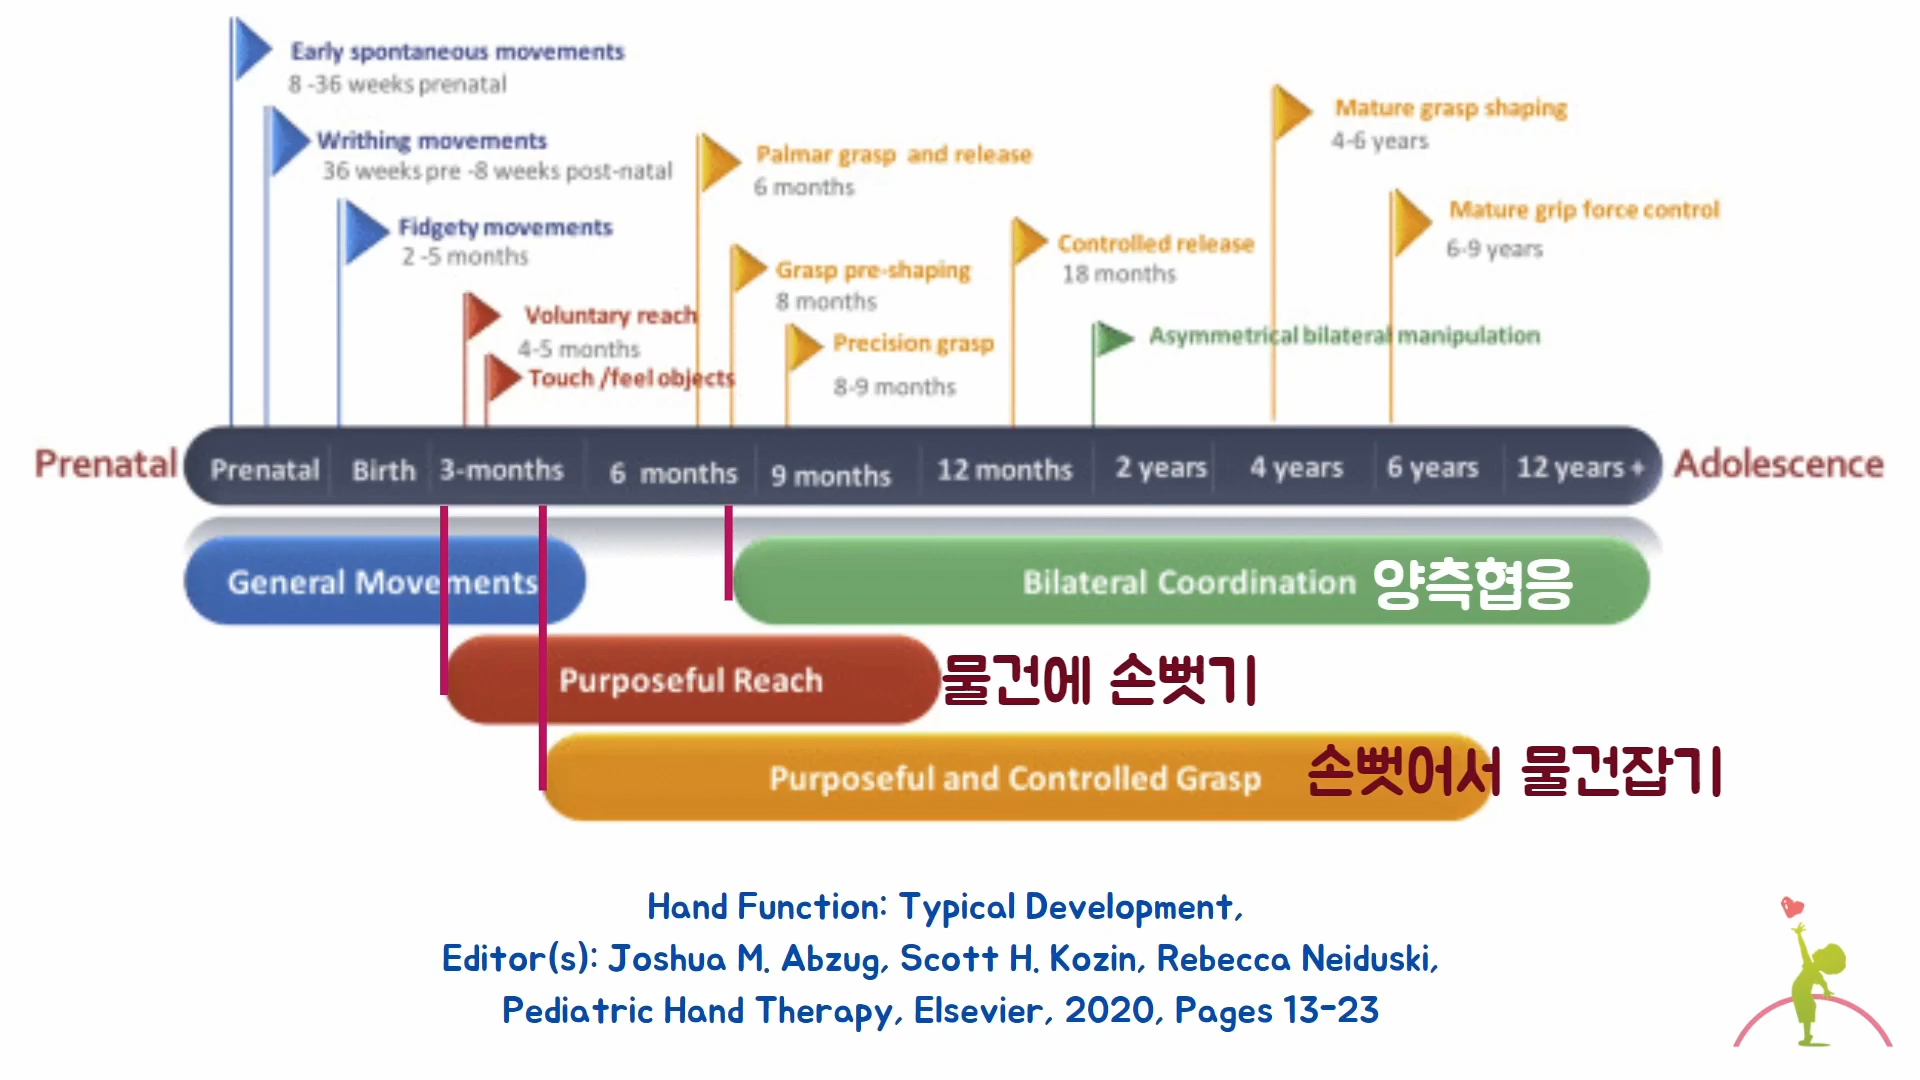 Early spontaneous movements
8 -36 weeks prenatal
Writhing movements
36 weeks pre -8 weeks post-natal
Fidgety movements
2 -5 months
Voluntary reach
4-5 months
Touch /feel objects
Palmar grasp and release
6 months
Grasp pre-shaping
8 months
Precision grasp
8-9 months
Controlled release
18 months
Asymmetrical bilateral manipulation
Mature grasp shaping
4-6 years
Mature grip force control
6-9 years
Prenatal Prenatal Birth 3-months 6 months 9 months 12 months 2 years 4 years 6 years 12 years + Adolescence
General Movements
Bilateral Coordination 양측협응
Purposeful Reach 물건에 손뻣기
Purposeful and Controlled Grasp 손뻣어서 물건잡기
Hand Function: Typical Development,
Editor(s): Joshua M. Abzug, Scott H. Kozin, Rebecca Neiduski,
Pediatric Hand Therapy, Elsevier, 2020, Pages 13-23